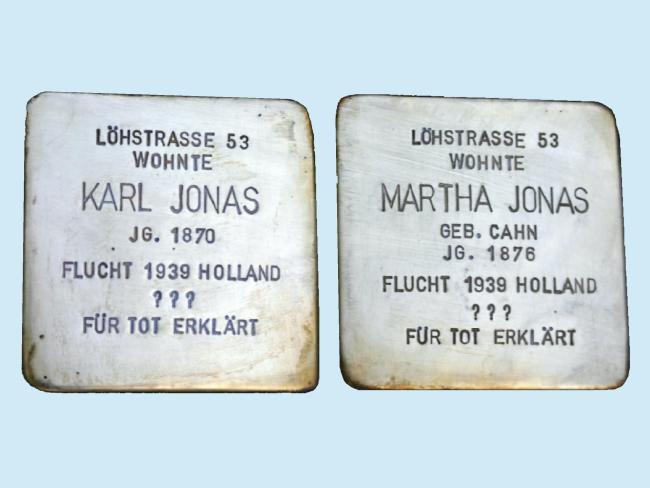 LÖHSTRASSE 53
WOHNTE
KARL JONAS
JG. 1870
FLUCHT 1939 HOLLAND
???
FÜR TOT ERKLÄRT
LÖHSTRASSE 53
WOHNTE
MARTHA JONAS
GEB. CAHN
JG. 1876
FLUCHT 1939 HOLLAND
???
FÜR TOT ERKLÄRT